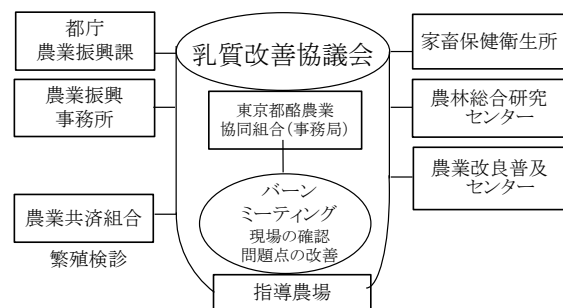 都庁
農業振興課
乳質改善協議会
家畜保健衛生所
農業振興
事務所
東京都酪農業
協同組合（事務局）
農林総合研究
センター
農業改良普及
センター
バーン
ミーティング
現場の確認
問題点の改善
農業共済組合
繁殖検診
指導農場